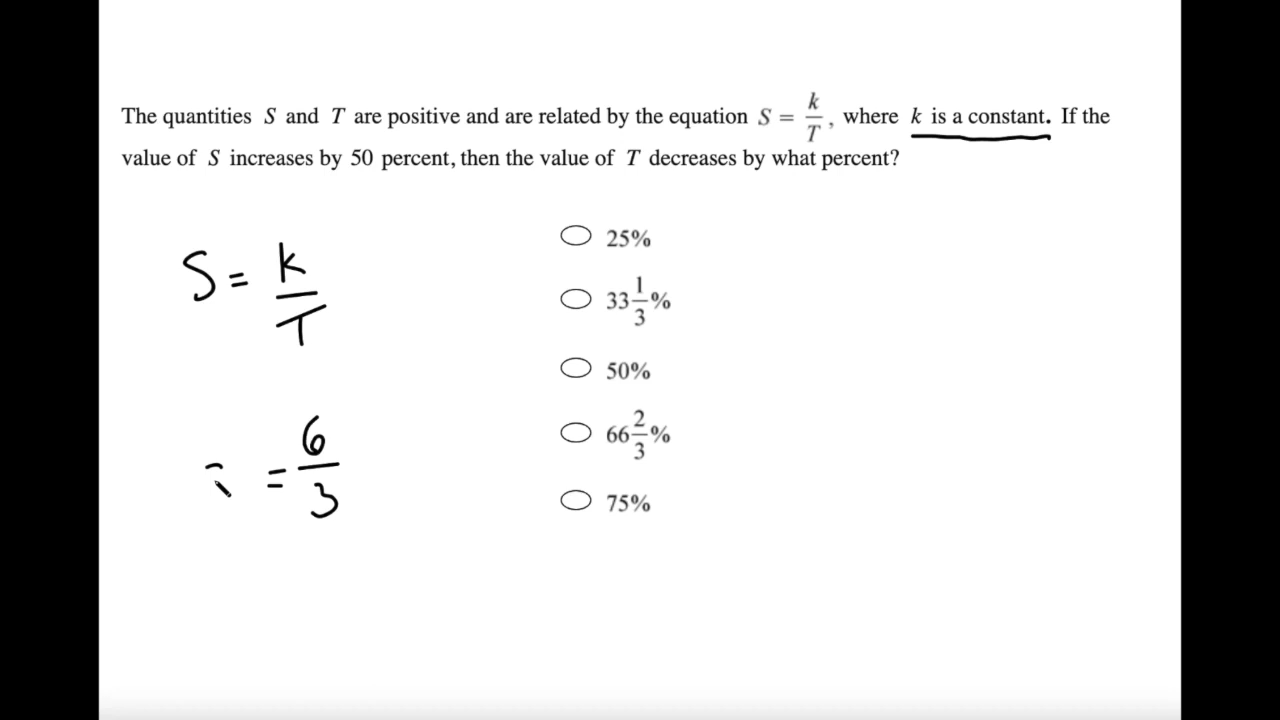 The quantities S and T are positive and are related by the equation S = k/T, where k is a constant. If the
value of S increases by 50 percent, then the value of T decreases by what percent?
25%
33 1/3%
50%
66 2/3%
75%
S = k/T
= 6/3